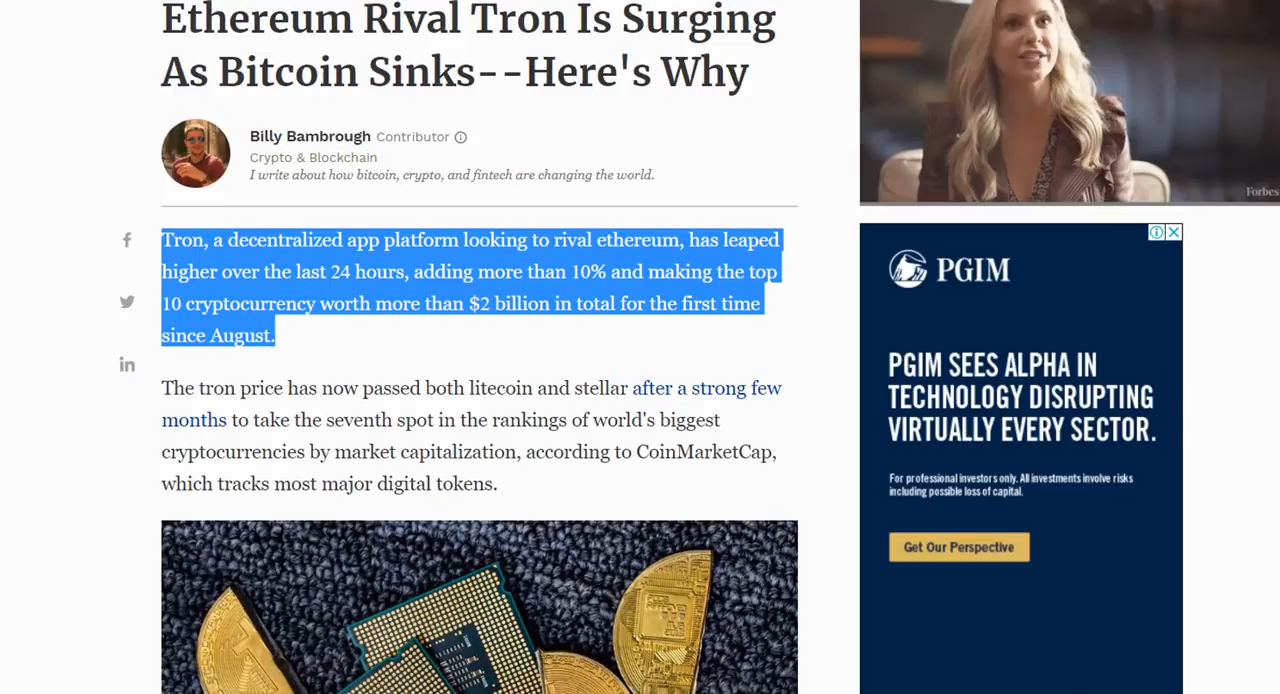 Ethereum Rival Tron Is Surging
As Bitcoin Sinks--Here's Why
Billy Bambrough Contributor
Crypto & Blockchain
I write about how bitcoin, crypto, and fintech are changing the world.
Tron, a decentralized app platform looking to rival ethereum, has leaped
higher over the last 24 hours, adding more than 10% and making the top
10 cryptocurrency worth more than $2 billion in total for the first time
since August.
The tron price has now passed both litecoin and stellar after a strong few
months to take the seventh spot in the rankings of world's biggest
cryptocurrencies by market capitalization, according to CoinMarketCap,
which tracks most major digital tokens.
Forbes
PGIM
PGIM SEES ALPHA IN
TECHNOLOGY DISRUPTING
VIRTUALLY EVERY SECTOR.
For professional investors only. All investments involve risks
including possible loss of capital.
Get Our Perspective